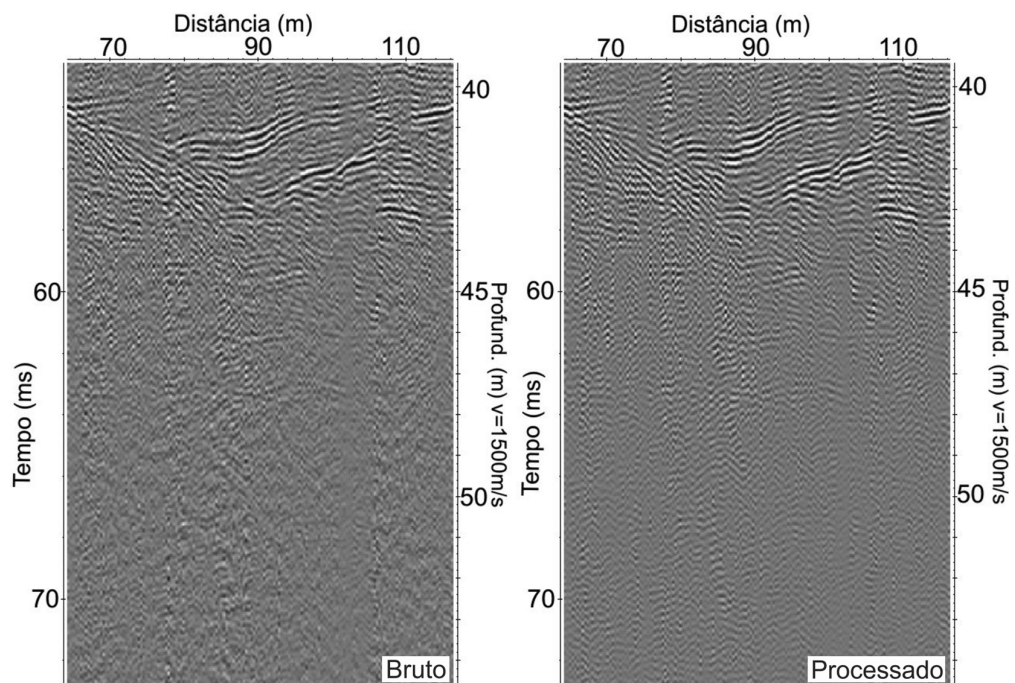 Distância (m)
70 90 110
Tempo (ms)
60
70
40
45
50
Profund. (m) v=1500m/s
Bruto
Distância (m)
70 90 110
Tempo (ms)
60
70
40
45
50
Profund. (m) v=1500m/s
Processado